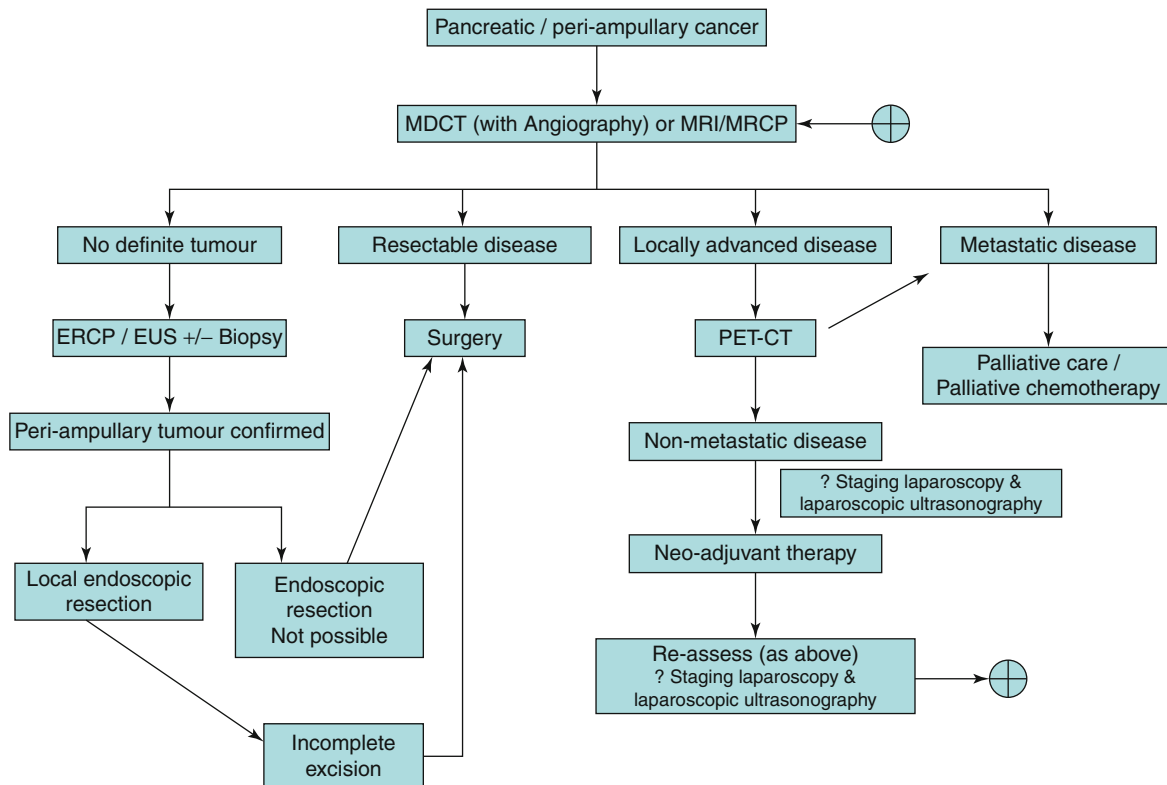 Pancreatic / peri-ampullary cancer
MDCT (with Angiography) or MRI/MRCP
No definite tumour
Resectable disease
Locally advanced disease
Metastatic disease
ERCP / EUS +/– Biopsy
Surgery
PET-CT
Palliative care /
Palliative chemotherapy
Peri-ampullary tumour confirmed
Non-metastatic disease
? Staging laparoscopy &
laparoscopic ultrasonography
Neo-adjuvant therapy
Local endoscopic
resection
Endoscopic
resection
Not possible
Re-assess (as above)
? Staging laparoscopy &
laparoscopic ultrasonography
Incomplete
excision